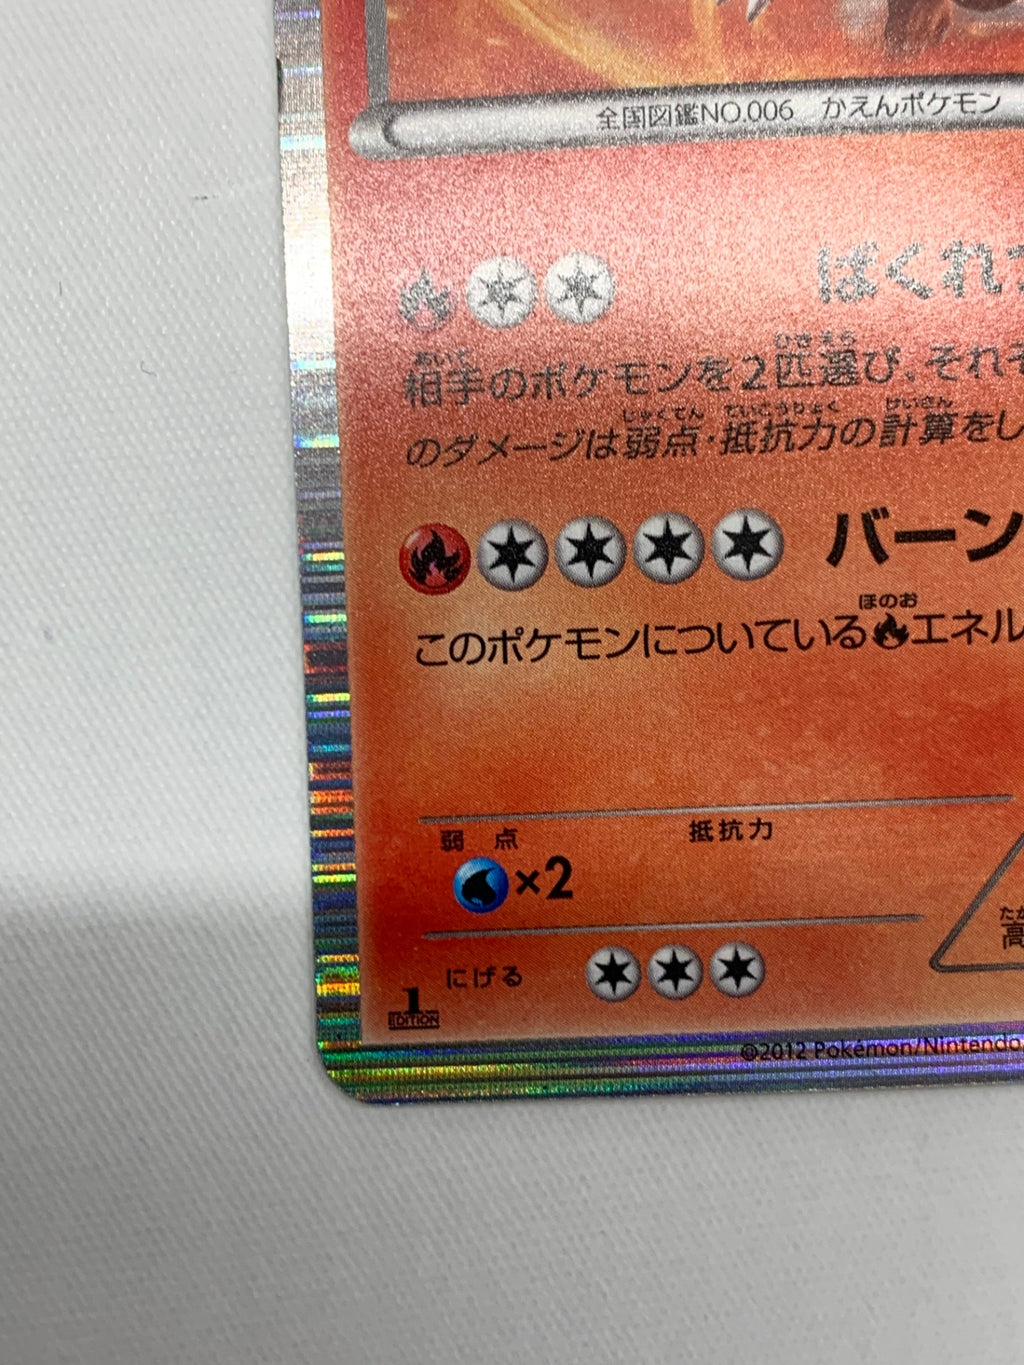 全国図鑑NO.006 かえんポケモン
ばくれ
あいて ひきえら
相手のポケモンを2匹選び、それぞ
じゃくてん ていこうりょく けいさん
のダメージは弱点・抵抗力の計算をし
バーン
ほのお
このポケモンについているエネル
弱点 抵抗力
×2
たか
高
にげる
1
EDITION
©2012 Pokémon/Nintendo